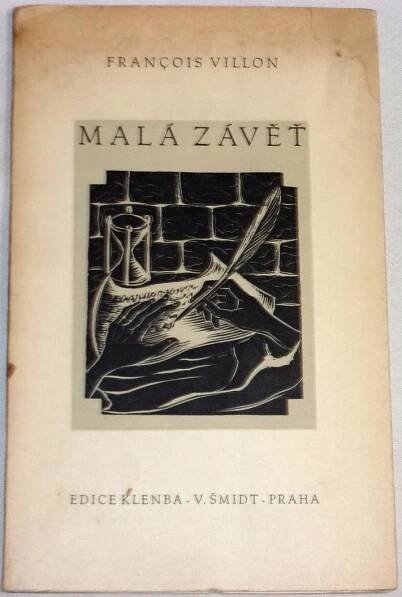 FRANÇOIS VILLON
MALÁ ZÁVĚŤ
EDICE KLENBA - V. ŠMIDT - PRAHA